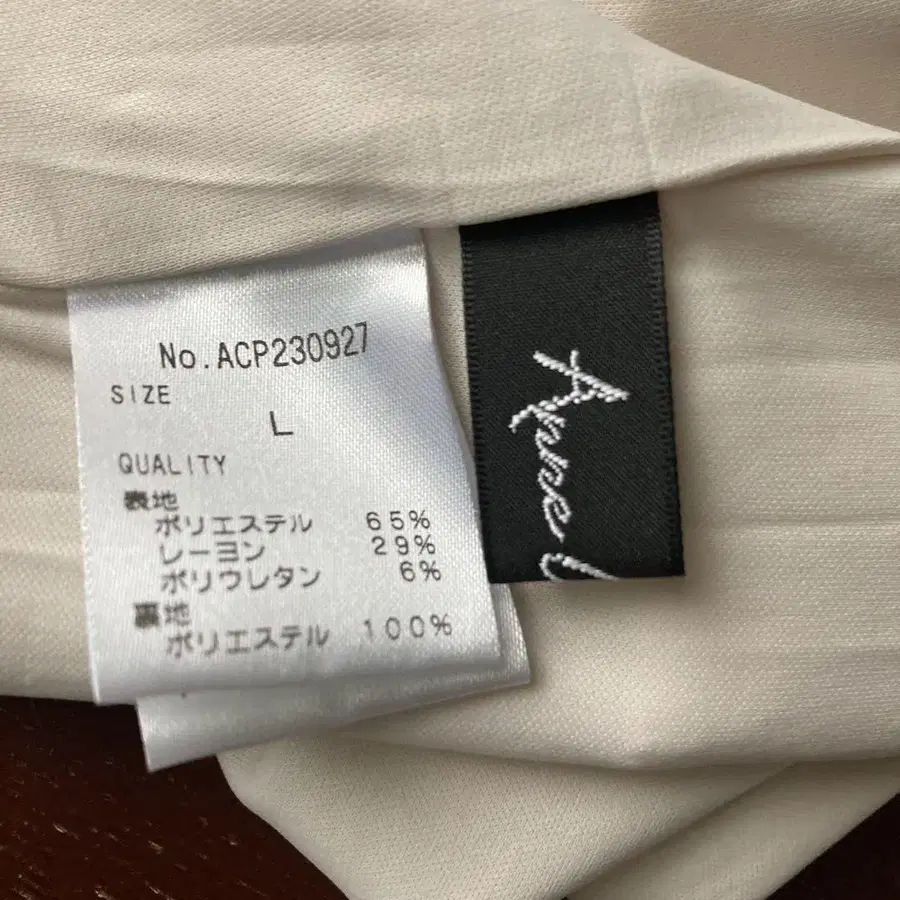 No.ACP230927
SIZE
L
QUALITY
表地
ポリエステル 65%
レーヨン 29%
ポリウレタン 6%
裏地
ポリエステル 100%